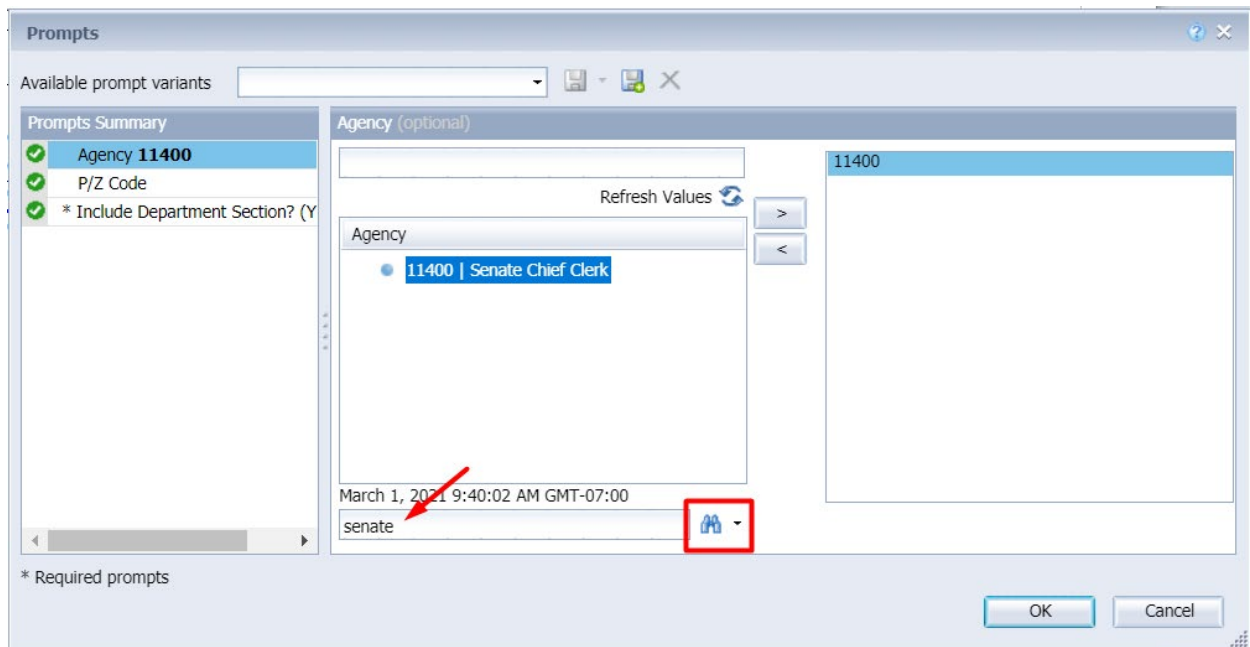 Prompts
Available prompt variants
Prompts Summary
Agency 11400
P/Z Code
* Include Department Section? (Y
Agency (optional)
Refresh Values
Agency
11400 | Senate Chief Clerk
March 1, 2021 9:40:02 AM GMT-07:00
senate
>
<
11400
* Required prompts
OK Cancel